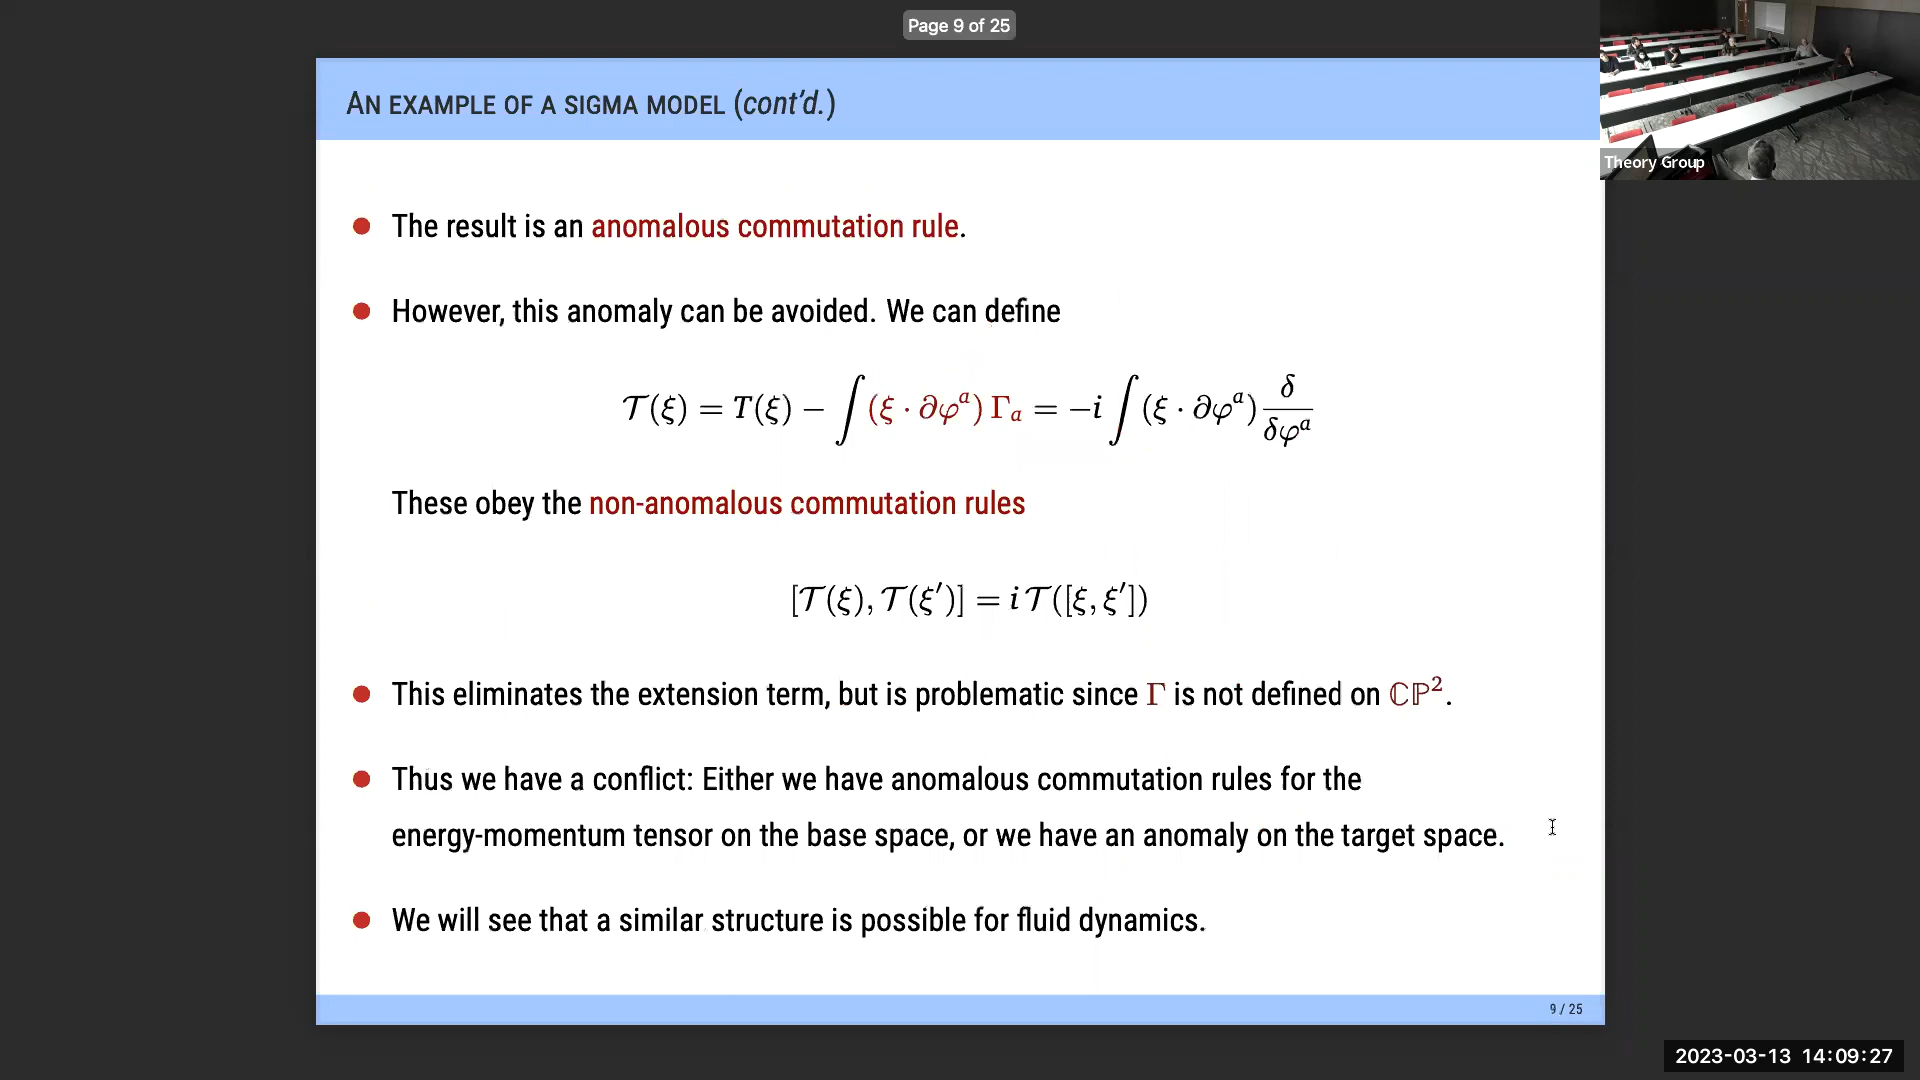 Page 9 of 25
AN EXAMPLE OF A SIGMA MODEL (cont'd.)
Theory Group
• The result is an anomalous commutation rule.
• However, this anomaly can be avoided. We can define
𝒯(ξ) = T(ξ) − ∫(ξ · ∂φᵃ) Γₐ = −i ∫(ξ · ∂φᵃ) δ/δφᵃ
These obey the non-anomalous commutation rules
[𝒯(ξ), 𝒯(ξ′)] = i 𝒯([ξ, ξ′])
• This eliminates the extension term, but is problematic since Γ is not defined on ℂℙ².
• Thus we have a conflict: Either we have anomalous commutation rules for the
energy-momentum tensor on the base space, or we have an anomaly on the target space.
• We will see that a similar structure is possible for fluid dynamics.
9 / 25
2023-03-13 14:09:27